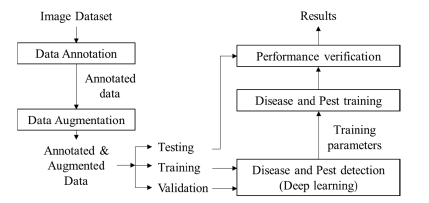 Image Dataset
Data Annotation
Annotated
data
Data Augmentation
Annotated &
Augmented
Data
Testing
Training
Validation
Results
Performance verification
Disease and Pest training
Training
parameters
Disease and Pest detection
(Deep learning)